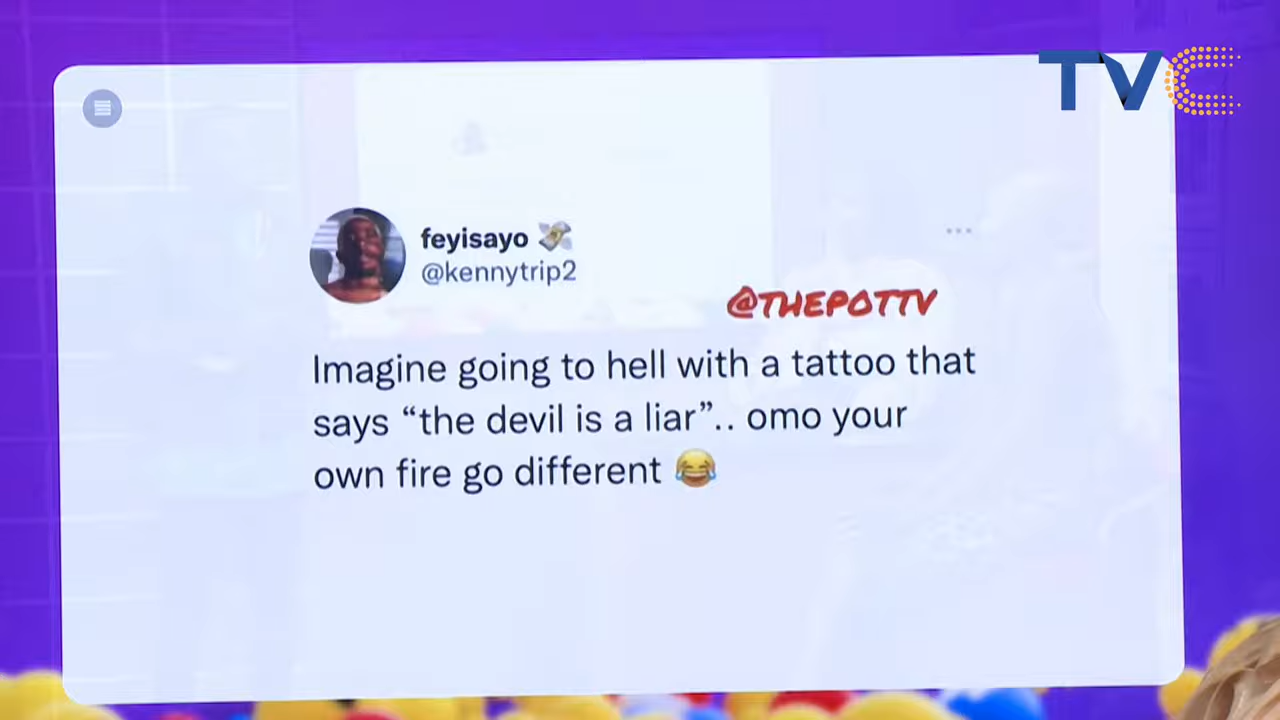 TVC
feyisayo 💸
@kennytrip2
@THEPOTTV
Imagine going to hell with a tattoo that
says “the devil is a liar”.. omo your
own fire go different 😂